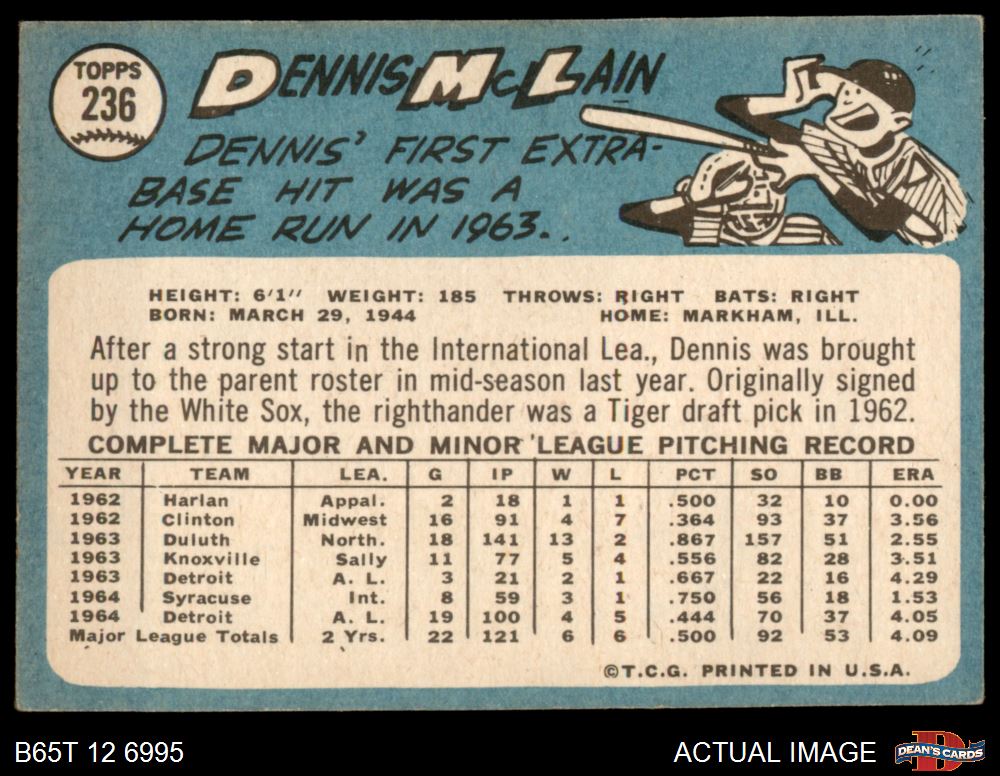 TOPPS
236
DENNIS McLAIN
DENNIS' FIRST EXTRA-
BASE HIT WAS A
HOME RUN IN 1963..
HEIGHT: 6'1" WEIGHT: 185 THROWS: RIGHT BATS: RIGHT
BORN: MARCH 29, 1944 HOME: MARKHAM, ILL.
After a strong start in the International Lea., Dennis was brought
up to the parent roster in mid-season last year. Originally signed
by the White Sox, the righthander was a Tiger draft pick in 1962.
COMPLETE MAJOR AND MINOR LEAGUE PITCHING RECORD
YEAR TEAM LEA. G IP W L PCT SO BB ERA
1962 Harlan Appal. 2 18 1 1 .500 32 10 0.00
1962 Clinton Midwest 16 91 4 7 .364 93 37 3.56
1963 Duluth North. 18 141 13 2 .867 157 51 2.55
1963 Knoxville Sally 11 77 5 4 .556 82 28 3.51
1963 Detroit A. L. 3 21 2 1 .667 22 16 4.29
1964 Syracuse Int. 8 59 3 1 .750 56 18 1.53
1964 Detroit A. L. 19 100 4 5 .444 70 37 4.05
Major League Totals 2 Yrs. 22 121 6 6 .500 92 53 4.09
©T.C.G. PRINTED IN U.S.A.
B65T 12 6995
ACTUAL IMAGE
D
DEAN'S CARDS